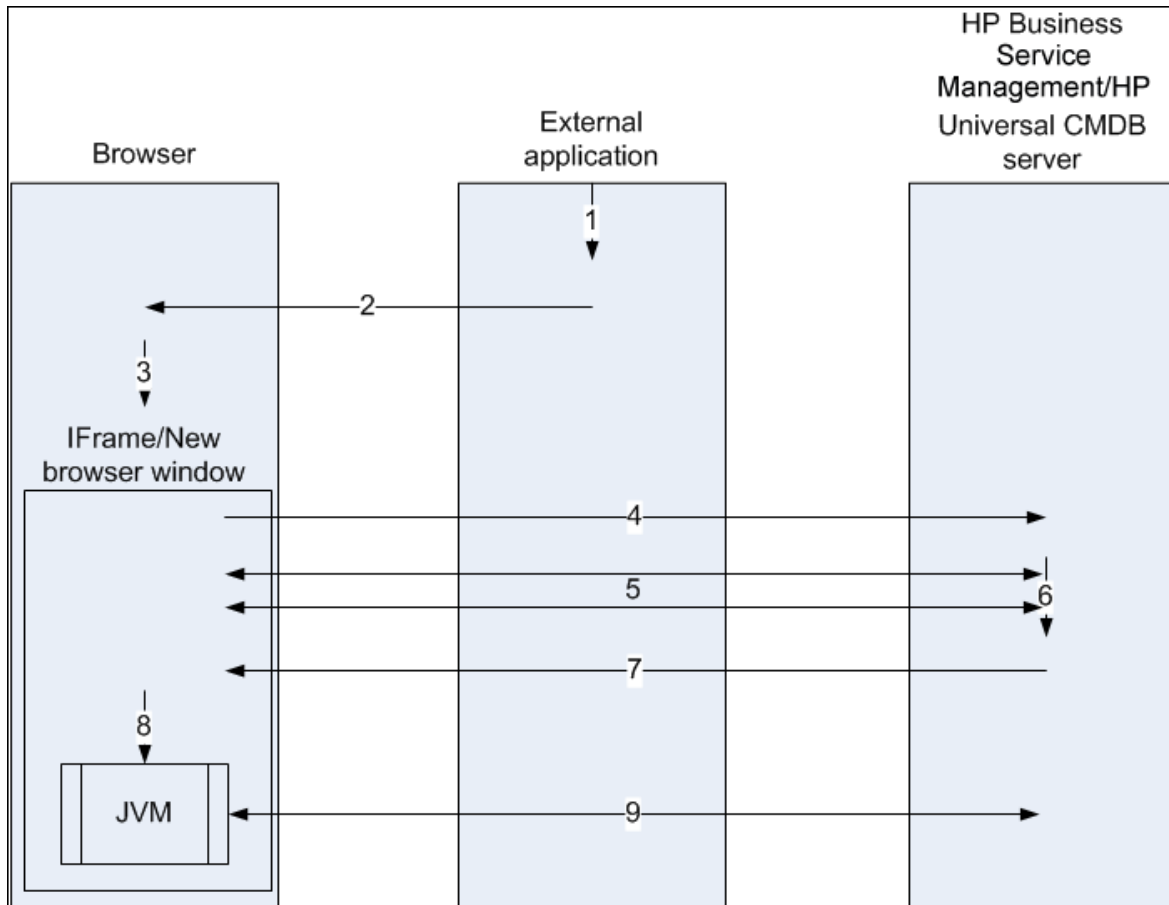 HP Business
Service
Management/HP
Universal CMDB
server
External
application
Browser
1
2
3
IFrame/New
browser window
4
5
6
7
8
JVM
9